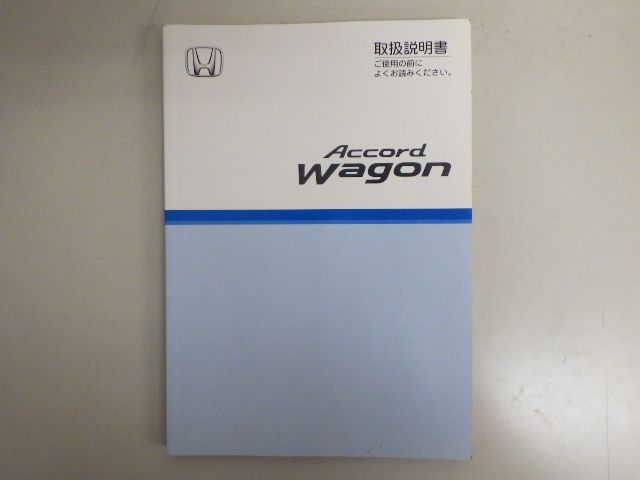 取扱説明書
ご使用の前に
よくお読みください。
Accord
wagon